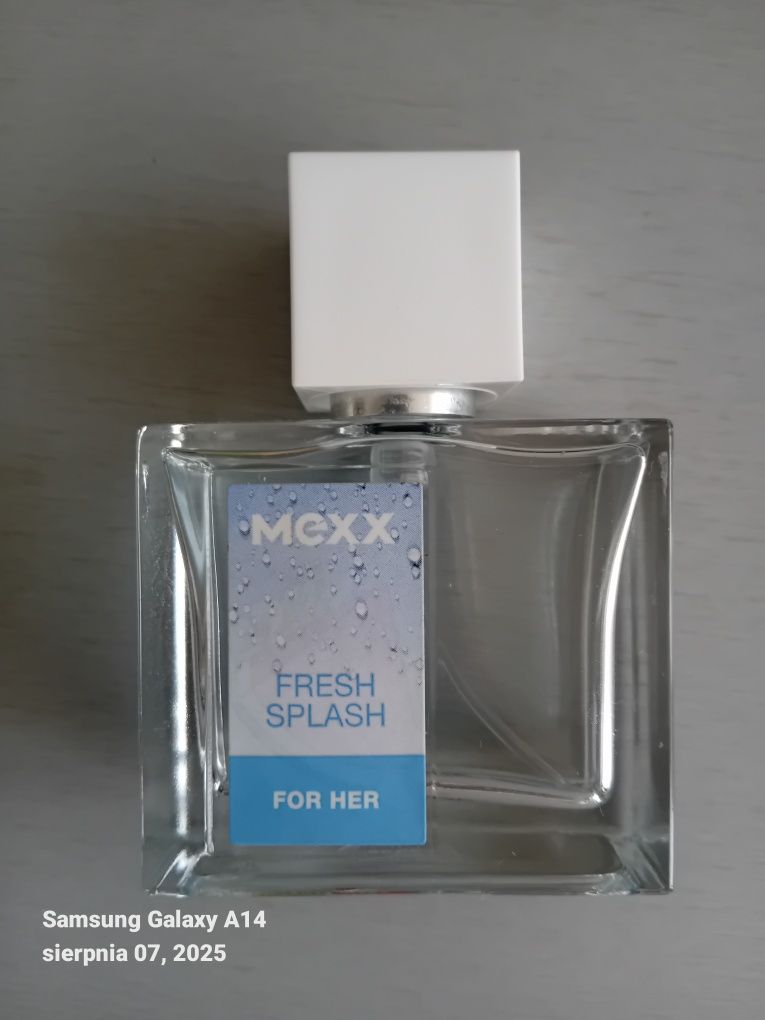 Mexx
FRESH
SPLASH
FOR HER
Samsung Galaxy A14
sierpnia 07, 2025